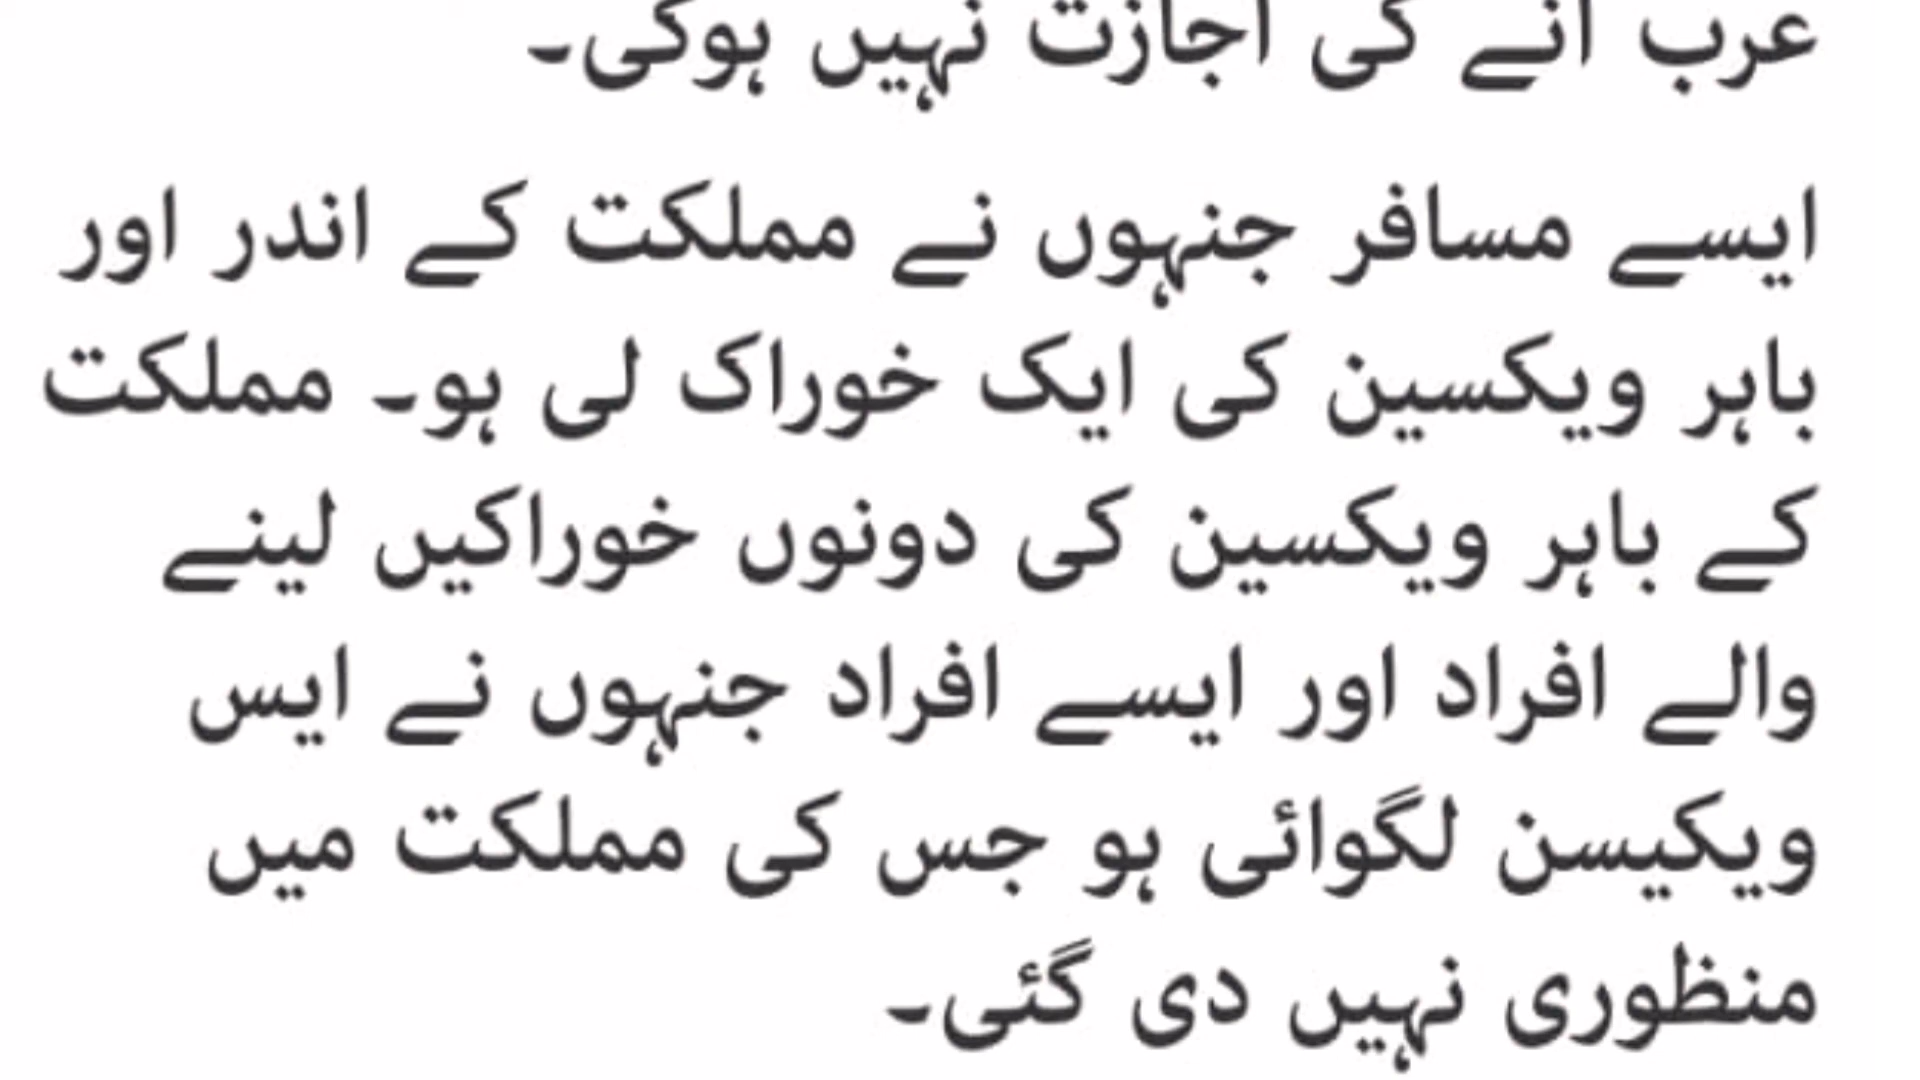 عرب آنے کی اجازت نہیں ہوگی۔
ایسے مسافر جنہوں نے مملکت کے اندر اور
باہر ویکسین کی ایک خوراک لی ہو۔ مملکت
کے باہر ویکسین کی دونوں خوراکیں لینے
والے افراد اور ایسے افراد جنہوں نے ایس
ویکیسن لگوائی ہو جس کی مملکت میں
منظوری نہیں دی گئی۔